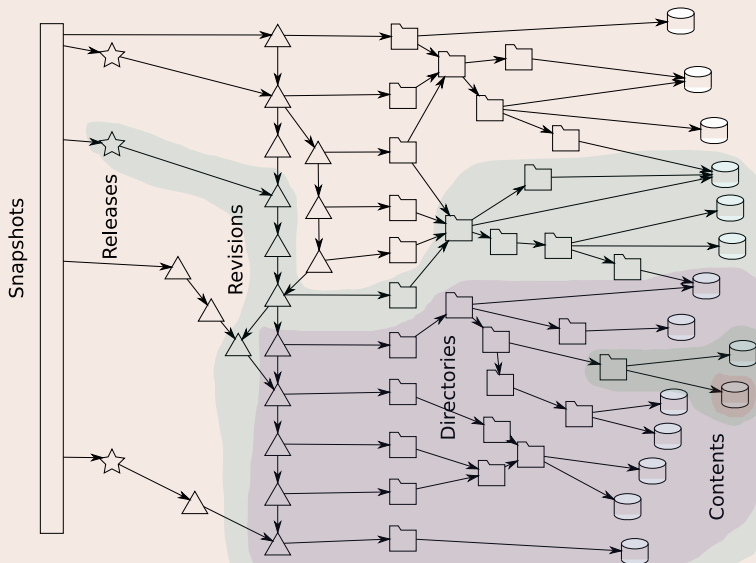 Snapshots
Releases
Revisions
Directories
Contents